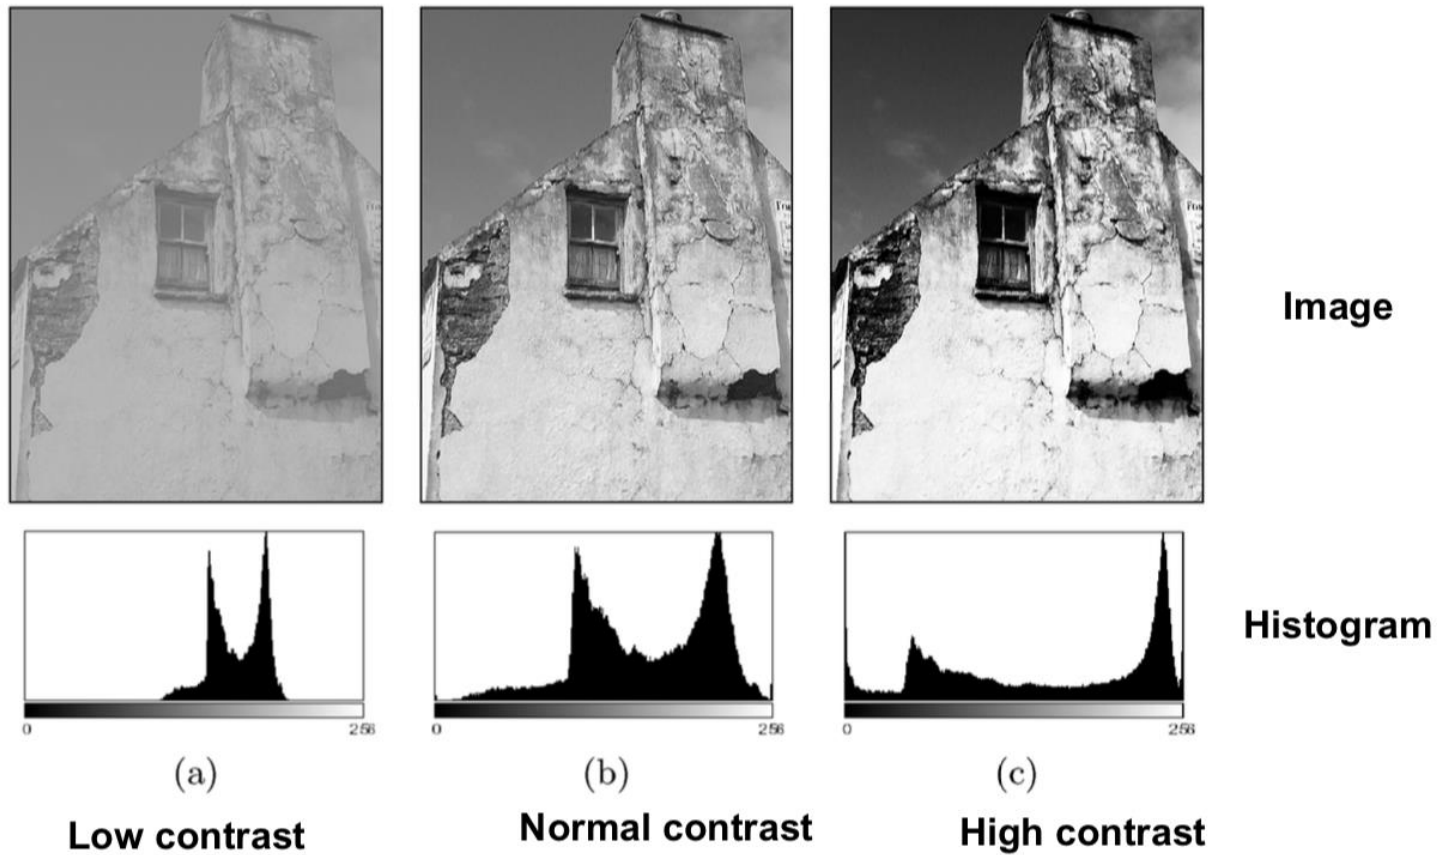 Image
Histogram
0 256
0 256
0 256
(a)
(b)
(c)
Low contrast
Normal contrast
High contrast